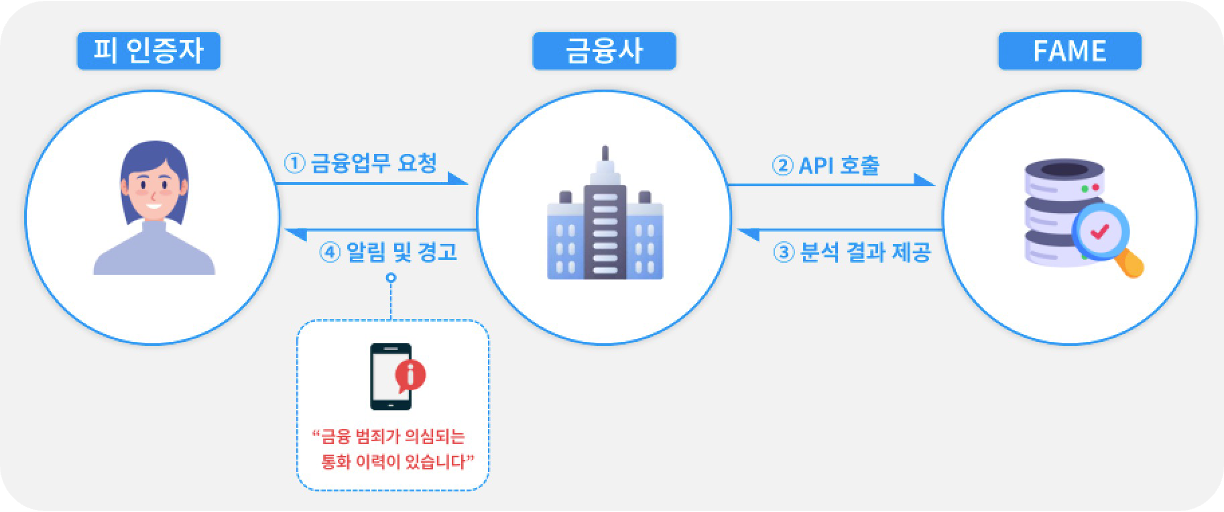 피 인증자
금융사
FAME
① 금융업무 요청
② API 호출
④ 알림 및 경고
③ 분석 결과 제공
“금융 범죄가 의심되는
통화 이력이 있습니다”